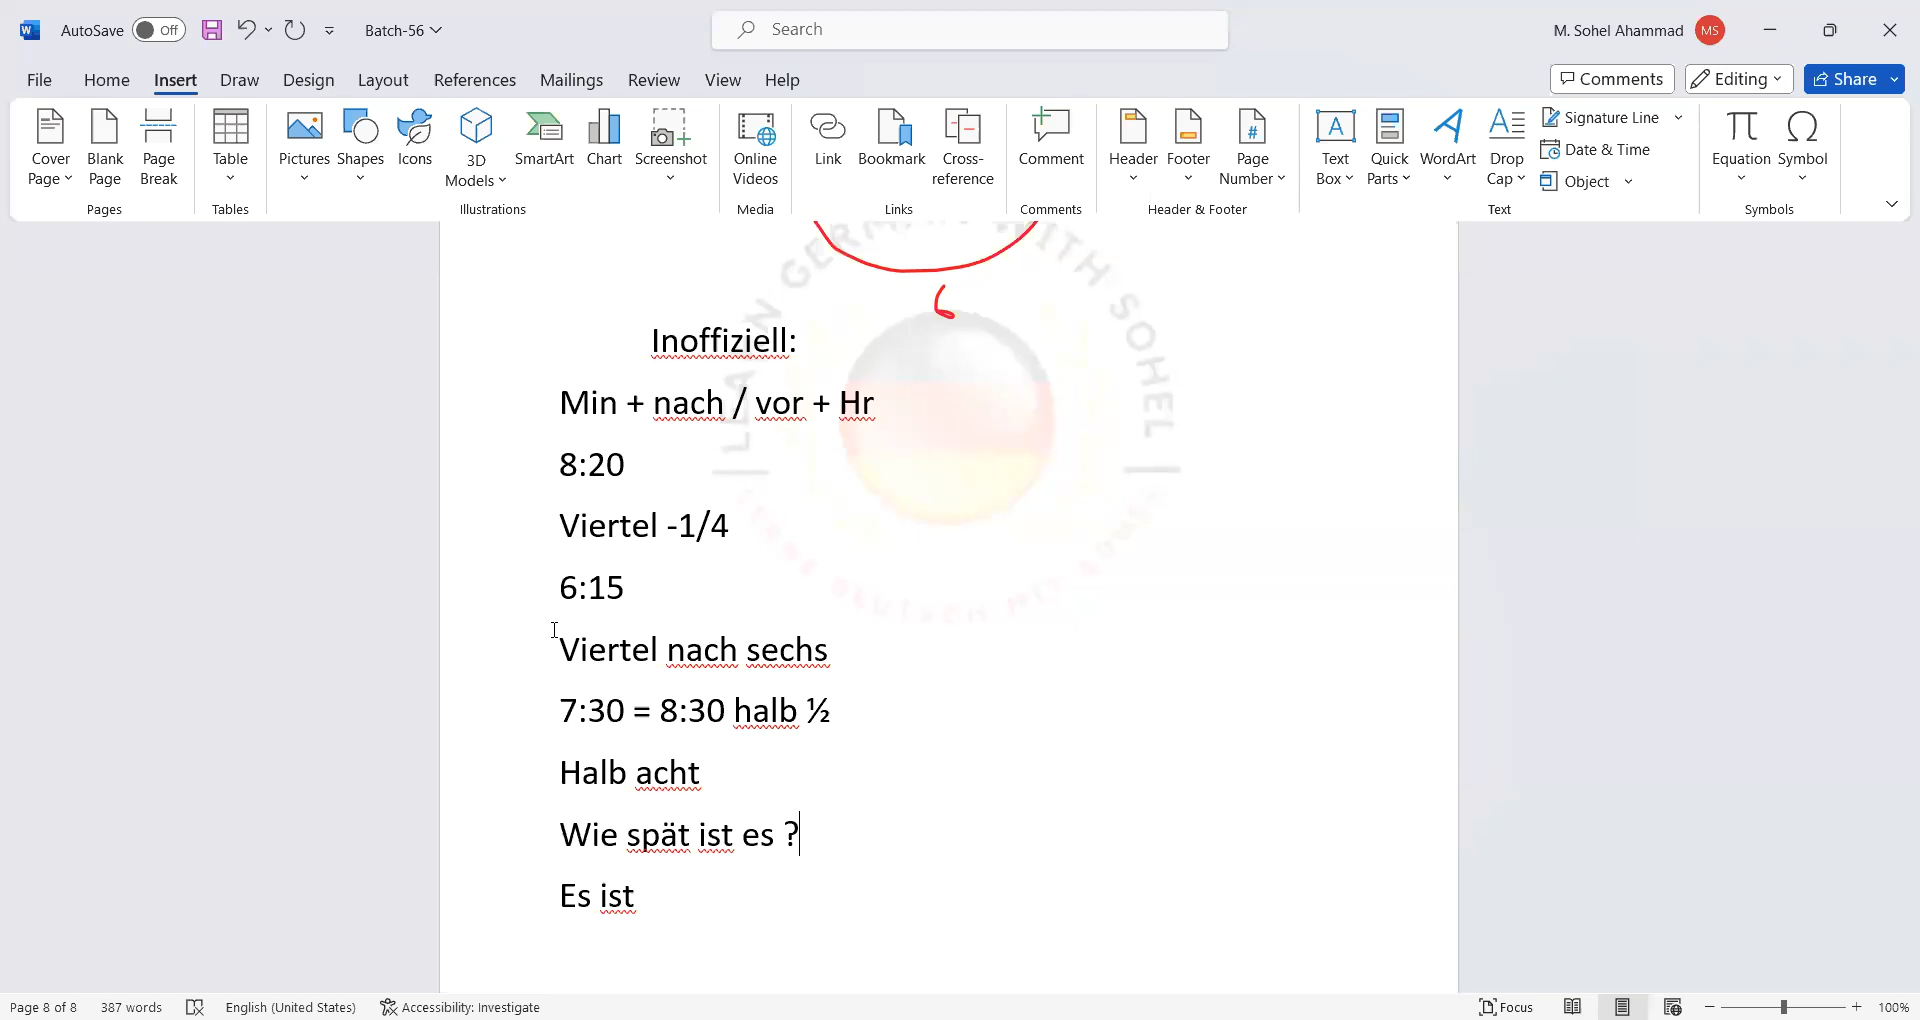 AutoSave Off Batch-56 Search M. Sohel Ahammad MS
File Home Insert Draw Design Layout References Mailings Review View Help Comments Editing Share
Cover Page
Blank Page
Page Break
Pages
Table
Tables
Pictures
Shapes
Icons
3D Models
SmartArt
Chart
Screenshot
Illustrations
Online Videos
Media
Link
Bookmark
Cross-reference
Links
Comment
Comments
Header
Footer
Page Number
Header & Footer
Text Box
Quick Parts
WordArt
Drop Cap
Signature Line
Date & Time
Object
Text
Equation
Symbol
Symbols
| LEARN GERMAN WITH SOHEL |
Inoffiziell:
Min + nach / vor + Hr
8:20
Viertel -1/4
6:15
Viertel nach sechs
7:30 = 8:30 halb ½
Halb acht
Wie spät ist es ?
Es ist
Page 8 of 8 387 words English (United States) Accessibility: Investigate Focus 100%